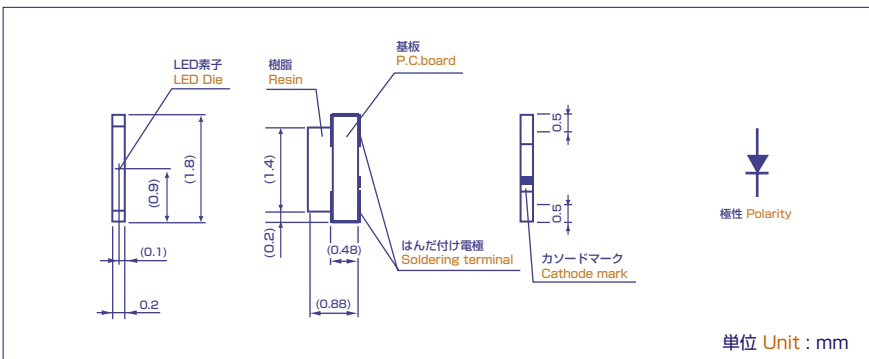 LED素子
LED Die
(1.8)
(0.9)
(0.1)
0.2
樹脂
Resin
基板
P.C.board
(1.4)
(0.2)
(0.48)
(0.88)
はんだ付け電極
Soldering terminal
0.5
0.5
カソードマーク
Cathode mark
極性 Polarity
単位 Unit : mm